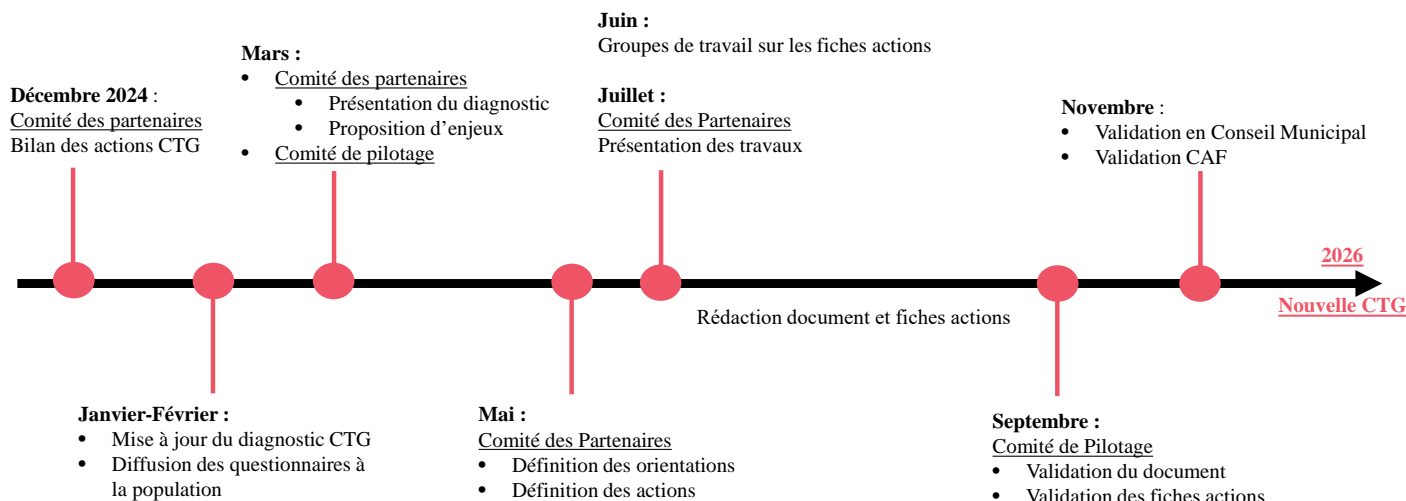 Décembre 2024 :
Comité des partenaires
Bilan des actions CTG
Janvier-Février :
• Mise à jour du diagnostic CTG
• Diffusion des questionnaires à
la population
Mars :
• Comité des partenaires
• Présentation du diagnostic
• Proposition d’enjeux
• Comité de pilotage
Mai :
Comité des Partenaires
• Définition des orientations
• Définition des actions
Juin :
Groupes de travail sur les fiches actions
Juillet :
Comité des Partenaires
Présentation des travaux
Rédaction document et fiches actions
Septembre :
Comité de Pilotage
• Validation du document
• Validation des fiches actions
Novembre :
• Validation en Conseil Municipal
• Validation CAF
2026
Nouvelle CTG